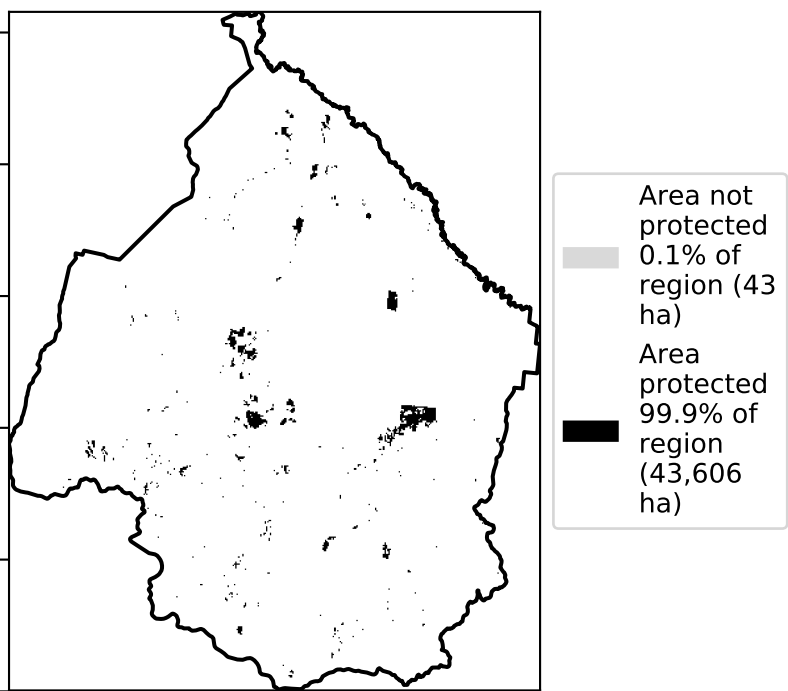 Area not
protected
0.1% of
region (43
ha)
Area
protected
99.9% of
region
(43,606
ha)